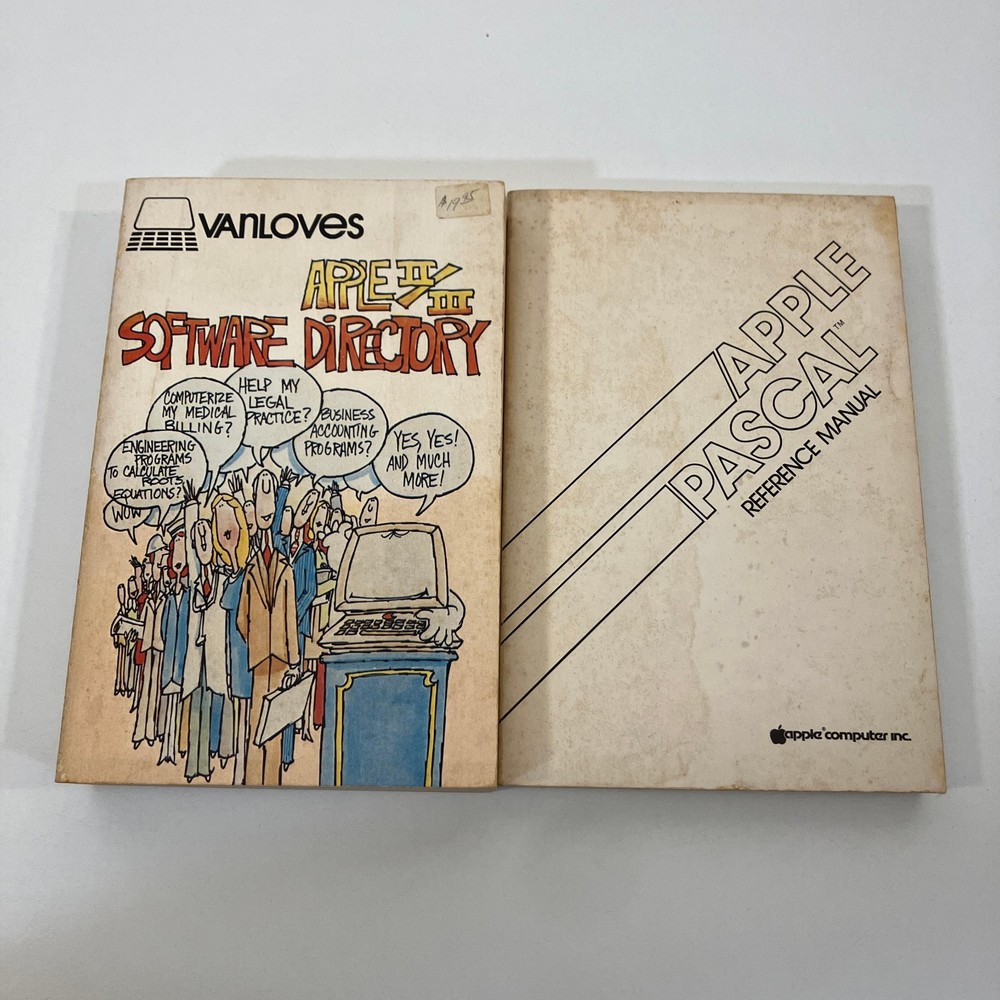 VANLOVES
$19.95
APPLE II/III
SOFTWARE DIRECTORY
COMPUTERIZE
MY MEDICAL
BILLING?
HELP MY
LEGAL
PRACTICE?
BUSINESS
ACCOUNTING
PROGRAMS?
YES, YES!
AND MUCH
MORE!
ENGINEERING
PROGRAMS
TO CALCULATE
ROOTS
EQUATIONS?
WOW
APPLE
PASCAL™
REFERENCE MANUAL
apple computer inc.